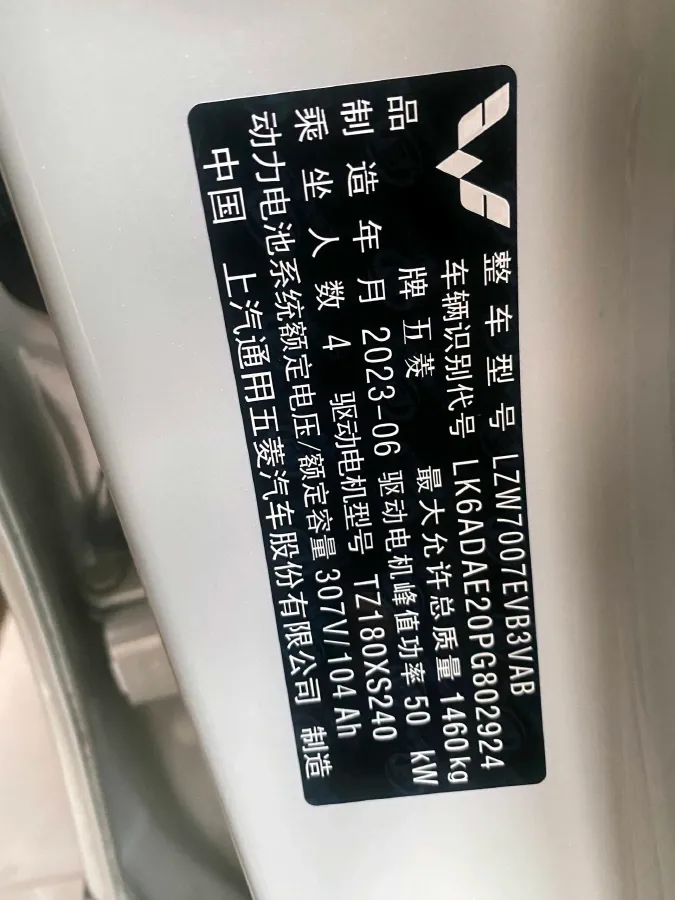 整车型号 LZW7007EVB3VAB
车辆识别代号 LK6ADAE20PG802924
品牌 五菱 最大允许总质量 1460kg
制造年月 2023-06 驱动电机峰值功率 50 kW
乘坐人数 4 驱动电机型号 TZ180XS240
动力电池系统额定电压/额定容量 307V/104Ah
中国 上汽通用五菱汽车股份有限公司 制造